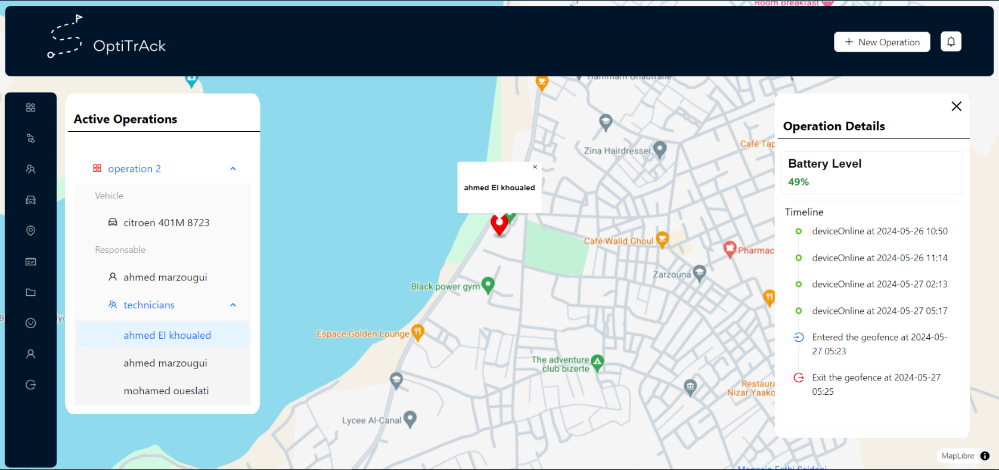 Room Breakfast
OptiTrAck
New Operation
Active Operations
operation 2
Vehicle
citroen 401M 8723
Responsable
ahmed marzougui
technicians
ahmed El khoualed
ahmed marzougui
mohamed oueslati
Hammam Ghaufrane
Zina Hairdresser
Café Tap
×
ahmed El khoualed
Café Walid Ghoul
Pharmac
Zarzouna
Black power gym
Espace Golden Lounge
The adventure
club bizerte
Restaura
Nizar Yaako
Lycee Al-Canal
Magasin Fathi Saidani
Operation Details
Battery Level
49%
Timeline
deviceOnline at 2024-05-26 10:50
deviceOnline at 2024-05-26 11:14
deviceOnline at 2024-05-27 02:13
deviceOnline at 2024-05-27 05:17
Entered the geofence at 2024-05-
27 05:23
Exit the geofence at 2024-05-27
05:25
MapLibre